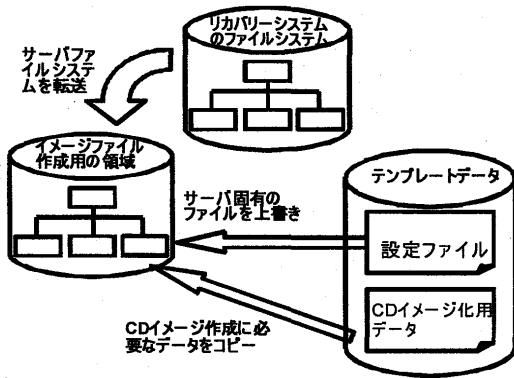 リカバリーシステム
のファイルシステム
サーバファ
イルシステ
ムを転送
イメージファイル
作成用の領域
テンプレートデータ
サーバ固有の
ファイルを上書き
設定ファイル
CDイメージ化用
データ
CDイメージ作成に必
要なデータをコピー